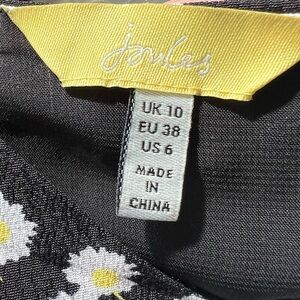 Joules
UK 10
EU 38
US 6
MADE
IN
CHINA